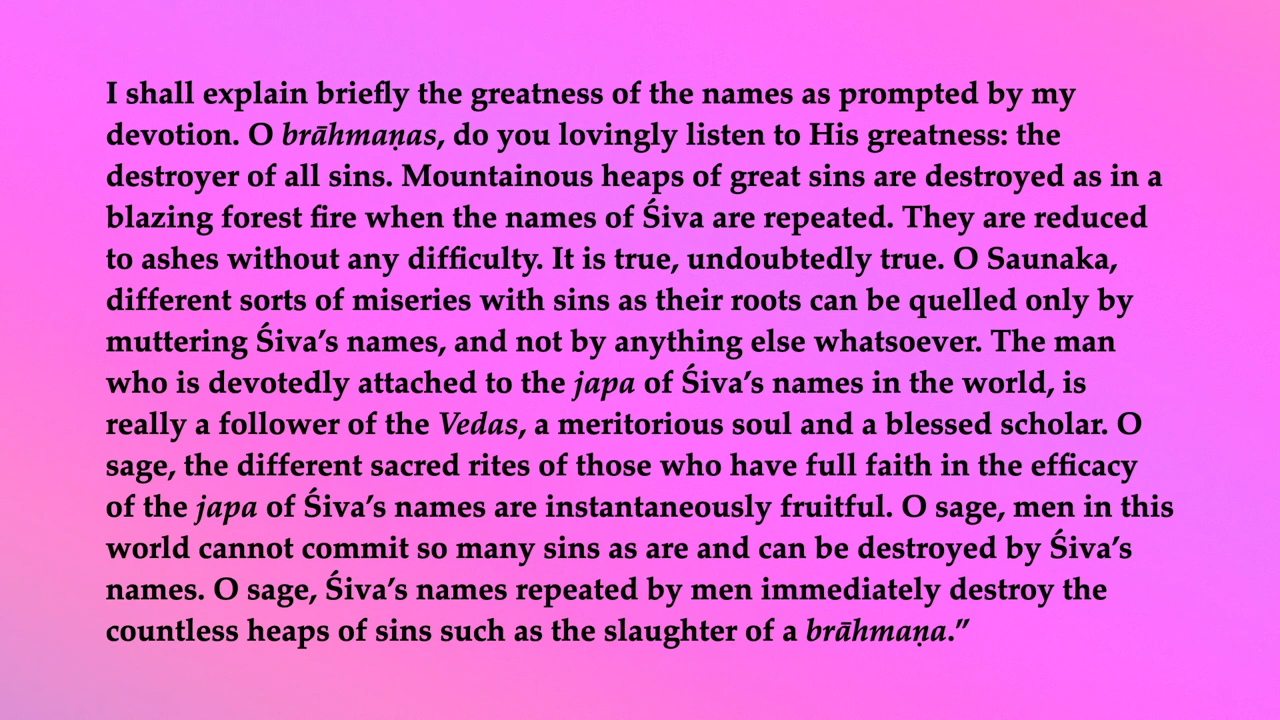 I shall explain briefly the greatness of the names as prompted by my
devotion. O brāhmaṇas, do you lovingly listen to His greatness: the
destroyer of all sins. Mountainous heaps of great sins are destroyed as in a
blazing forest fire when the names of Śiva are repeated. They are reduced
to ashes without any difficulty. It is true, undoubtedly true. O Saunaka,
different sorts of miseries with sins as their roots can be quelled only by
muttering Śiva’s names, and not by anything else whatsoever. The man
who is devotedly attached to the japa of Śiva’s names in the world, is
really a follower of the Vedas, a meritorious soul and a blessed scholar. O
sage, the different sacred rites of those who have full faith in the efficacy
of the japa of Śiva’s names are instantaneously fruitful. O sage, men in this
world cannot commit so many sins as are and can be destroyed by Śiva’s
names. O sage, Śiva’s names repeated by men immediately destroy the
countless heaps of sins such as the slaughter of a brāhmaṇa.”